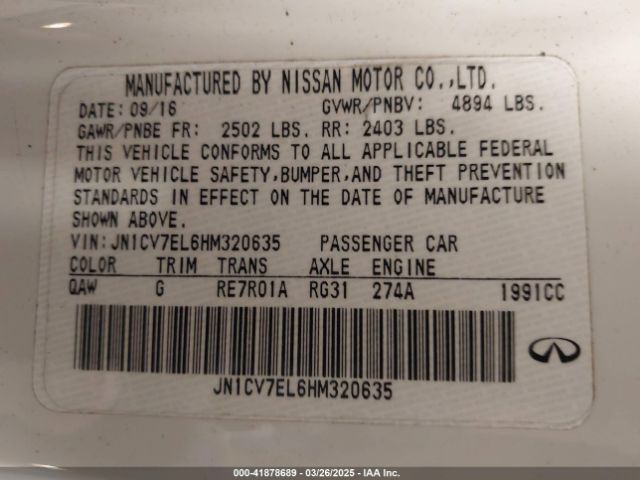 MANUFACTURED BY NISSAN MOTOR CO.,LTD.
DATE: 09/16 GVWR/PNBV: 4894 LBS.
GAWR/PNBE FR: 2502 LBS. RR: 2403 LBS.
THIS VEHICLE CONFORMS TO ALL APPLICABLE FEDERAL
MOTOR VEHICLE SAFETY,BUMPER,AND THEFT PREVENTION
STANDARDS IN EFFECT ON THE DATE OF MANUFACTURE
SHOWN ABOVE.
VIN:JN1CV7EL6HM320635 PASSENGER CAR
COLOR TRIM TRANS AXLE ENGINE
QAW G RE7R01A RG31 274A 1991CC
JN1CV7EL6HM320635
000-41878689 - 03/26/2025 - IAA Inc.